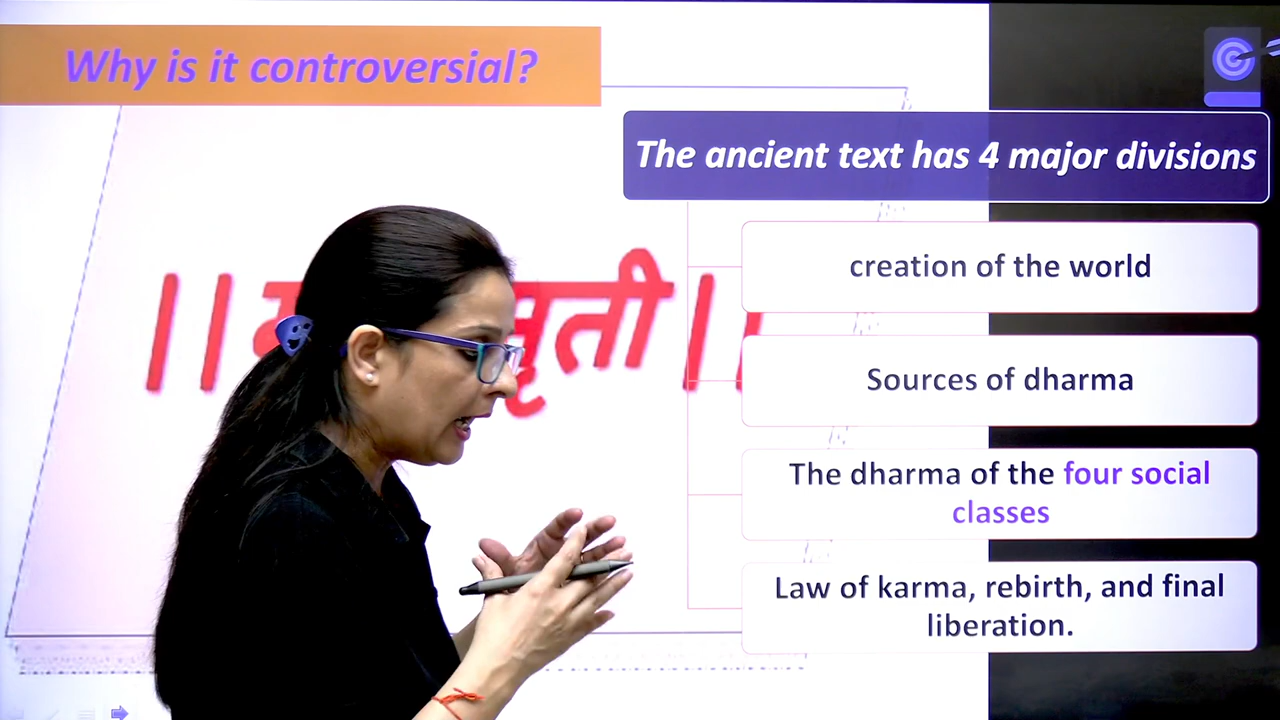 Why is it controversial?
The ancient text has 4 major divisions
creation of the world
Sources of dharma
The dharma of the four social
classes
Law of karma, rebirth, and final
liberation.